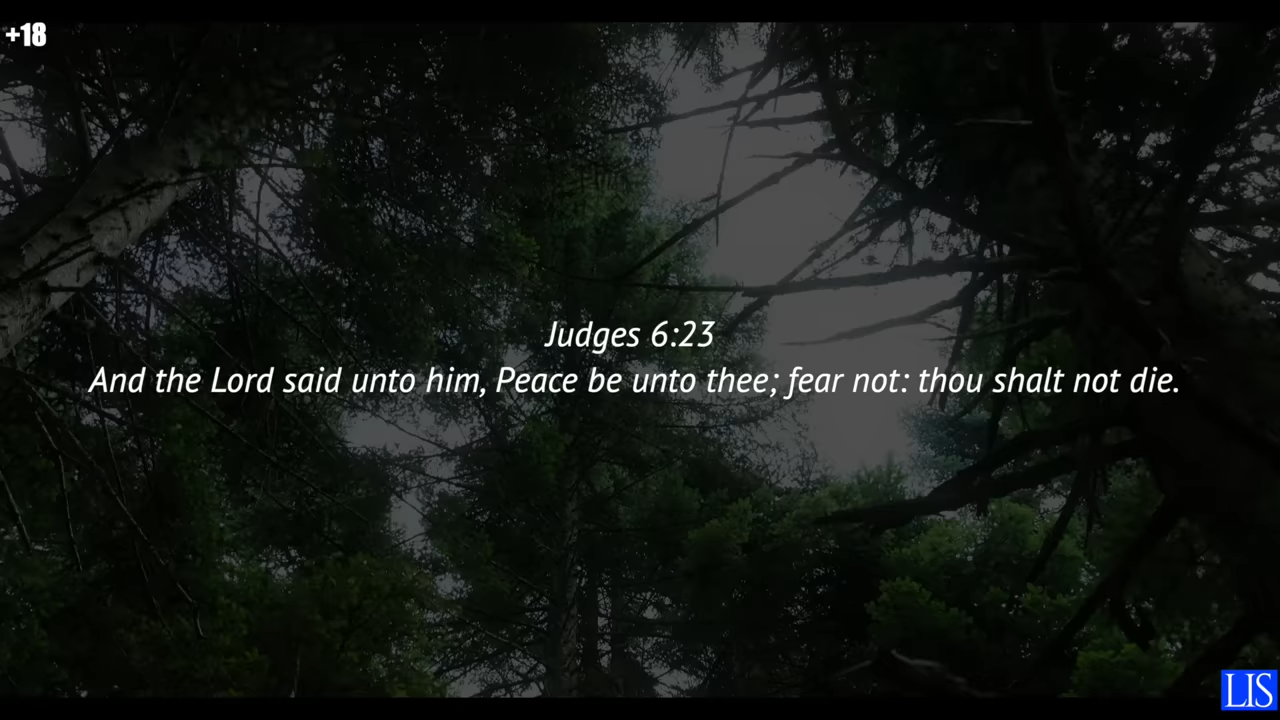 +18
Judges 6:23
And the Lord said unto him, Peace be unto thee; fear not: thou shalt not die.
LIS